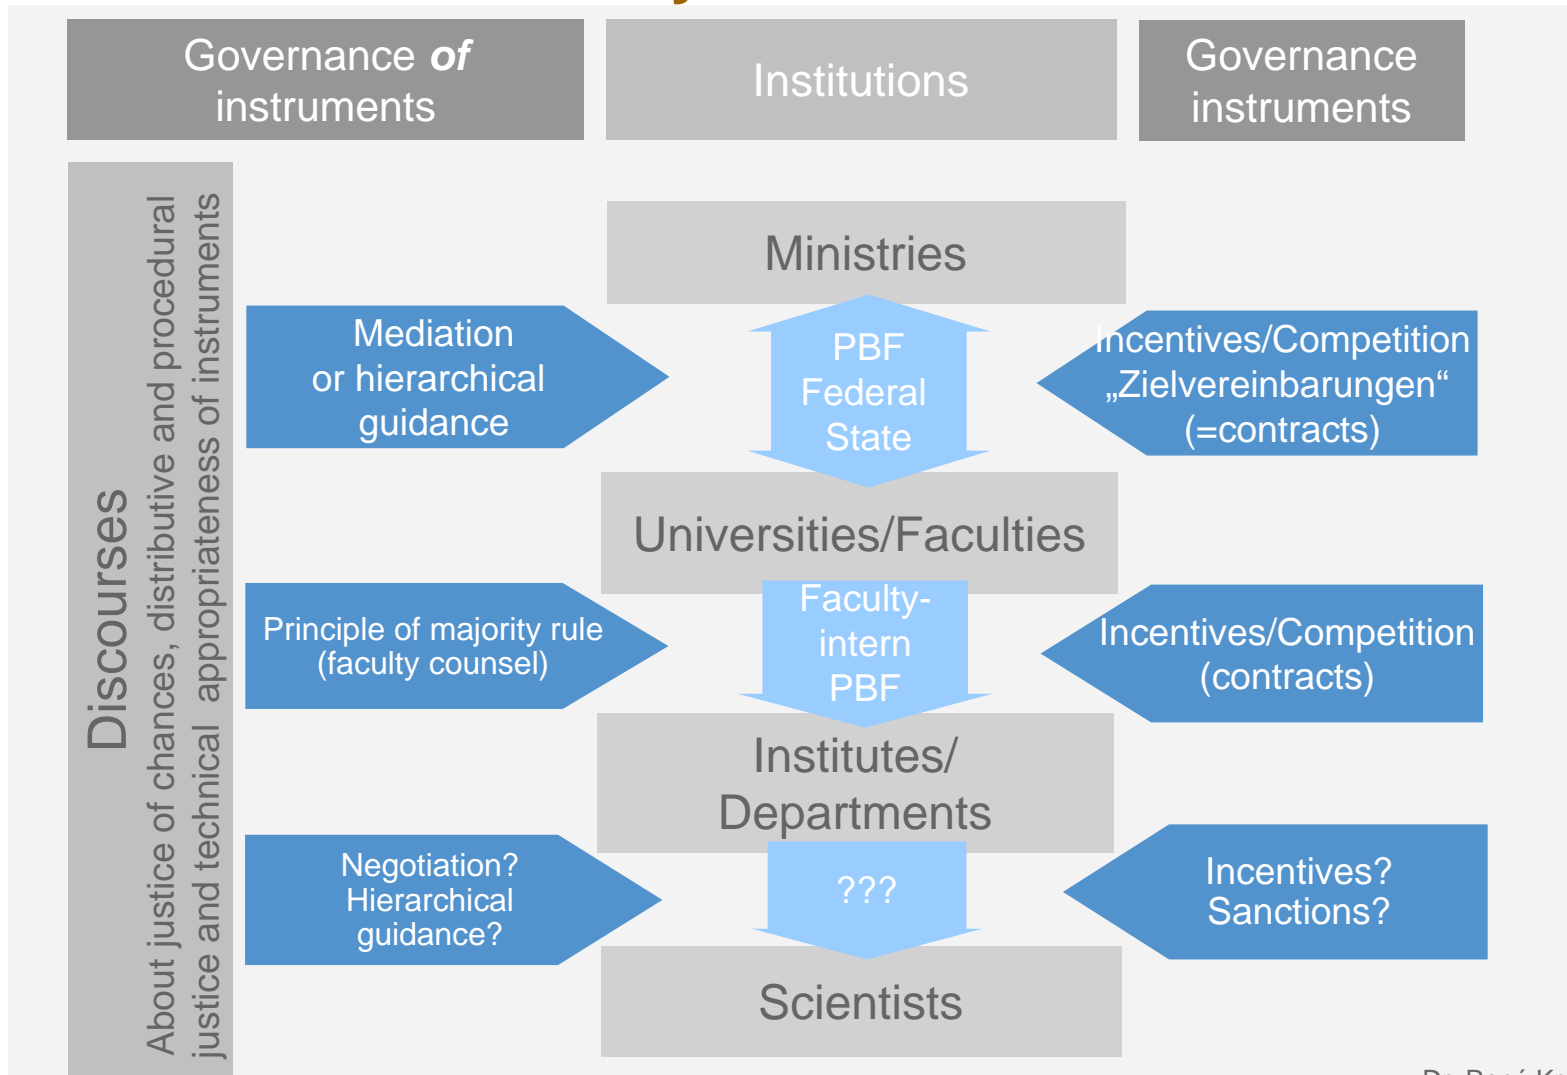 Governance of
instruments
Institutions
Governance
instruments
Discourses
About justice of chances, distributive and procedural
justice and technical appropriateness of instruments
Ministries
Mediation
or hierarchical
guidance
PBF
Federal
State
Incentives/Competition
„Zielvereinbarungen“
(=contracts)
Universities/Faculties
Principle of majority rule
(faculty counsel)
Faculty-
intern
PBF
Incentives/Competition
(contracts)
Institutes/
Departments
Negotiation?
Hierarchical
guidance?
???
Incentives?
Sanctions?
Scientists